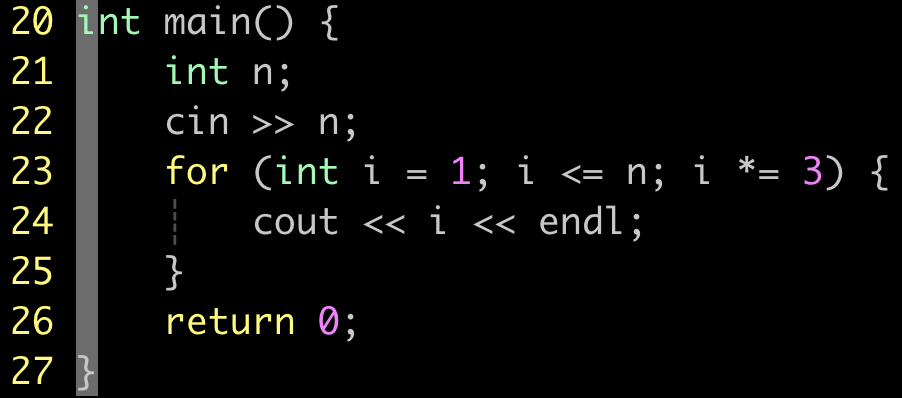 20 int main() {
21     int n;
22     cin >> n;
23     for (int i = 1; i <= n; i *= 3) {
24         cout << i << endl;
25     }
26     return 0;
27 }